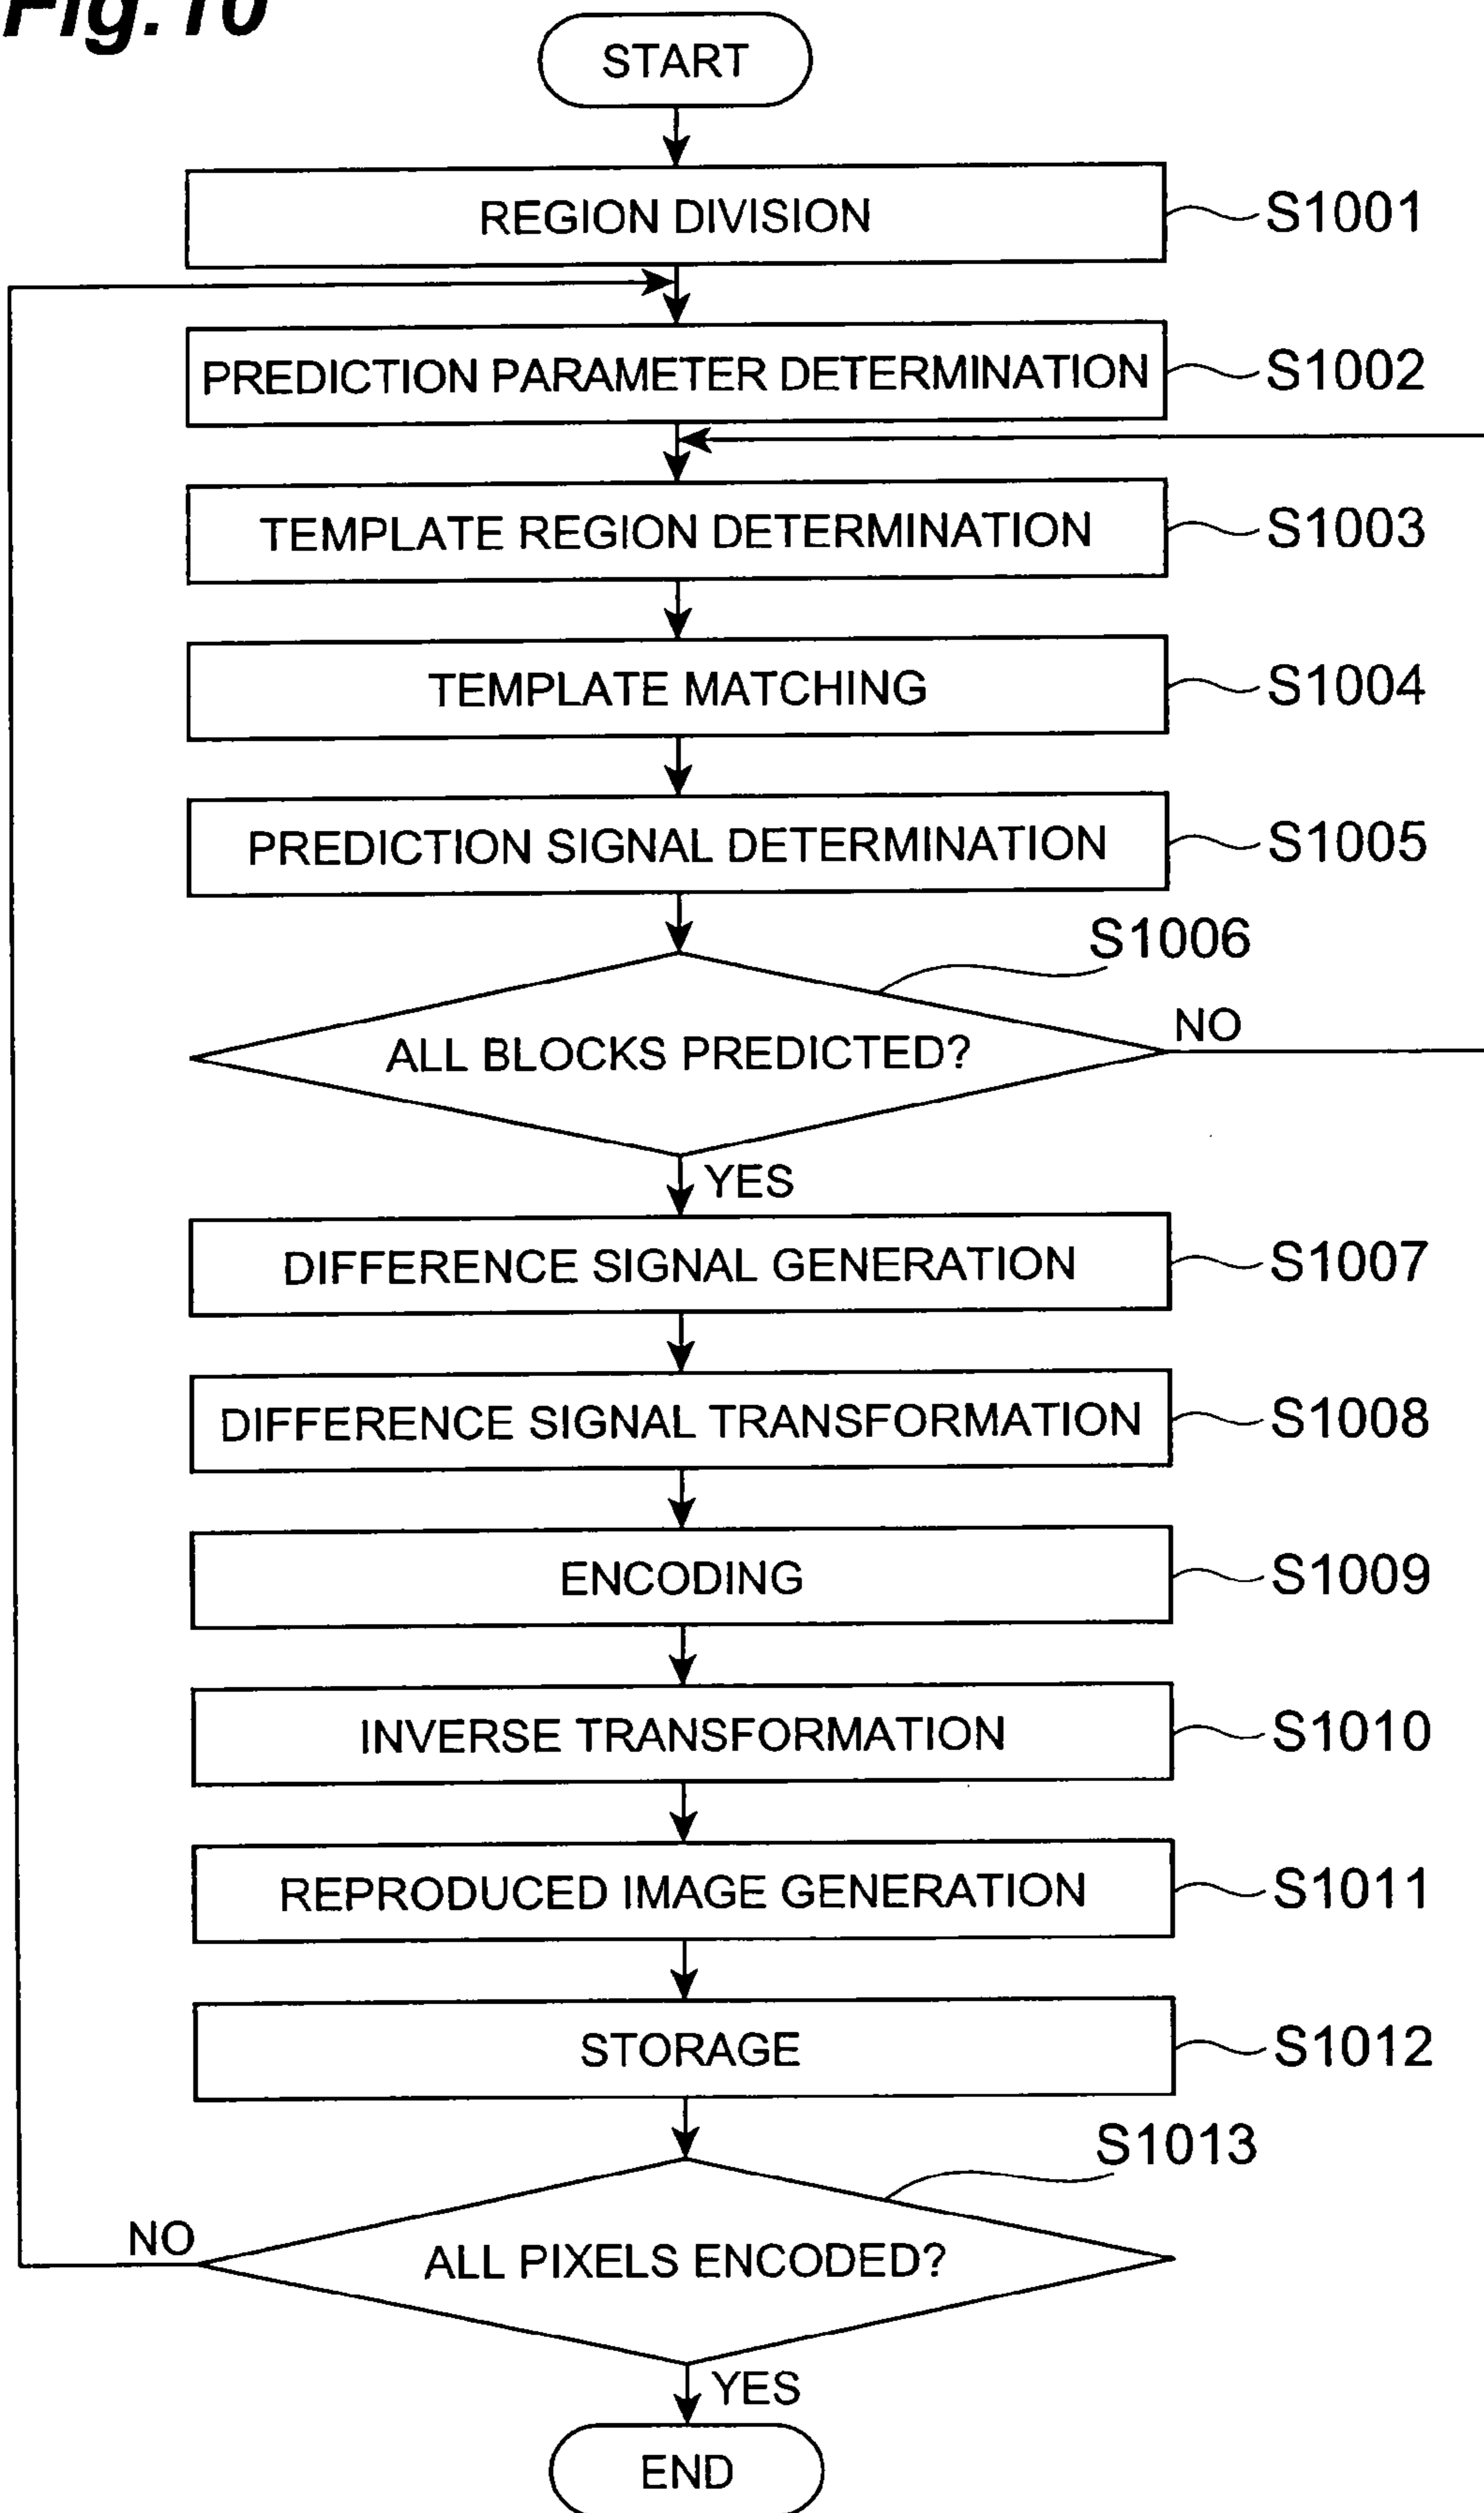 Fig.10
START
REGION DIVISION
S1001
PREDICTION PARAMETER DETERMINATION
S1002
TEMPLATE REGION DETERMINATION
S1003
TEMPLATE MATCHING
S1004
PREDICTION SIGNAL DETERMINATION
S1005
S1006
ALL BLOCKS PREDICTED?
NO
YES
DIFFERENCE SIGNAL GENERATION
S1007
DIFFERENCE SIGNAL TRANSFORMATION
S1008
ENCODING
S1009
INVERSE TRANSFORMATION
S1010
REPRODUCED IMAGE GENERATION
S1011
STORAGE
S1012
S1013
NO
ALL PIXELS ENCODED?
YES
END